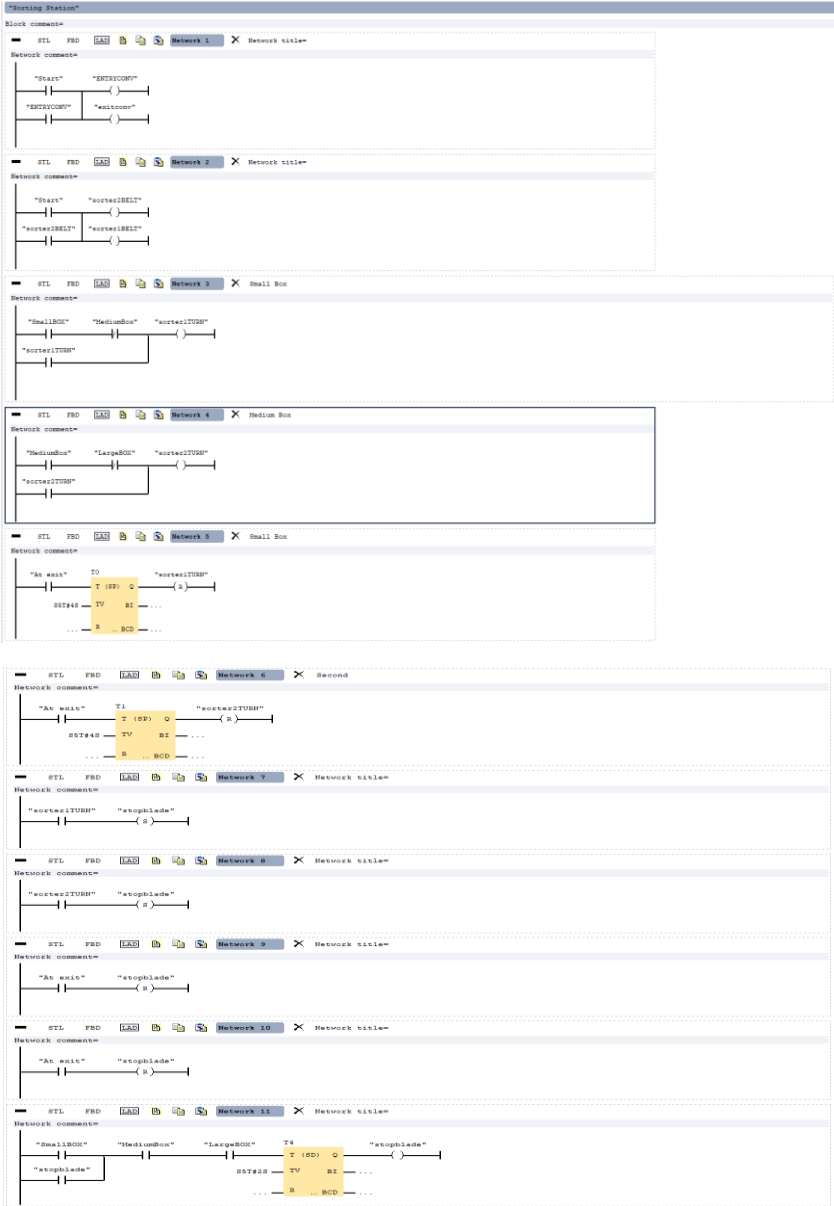 "Sorting Station"
Block comment=
STL FBD LAD Network 1 Network title=
Network comment=
"Start" "ENTRYCONV"
"ENTRYCONV" "exitconv"
STL FBD LAD Network 2 Network title=
Network comment=
"Start" "sorter2BELT"
"sorter2BELT" "sorter1BELT"
STL FBD LAD Network 3 Small Box
Network comment=
"SmallBOX" "MediumBox" "sorter1TURN"
"sorter1TURN"
STL FBD LAD Network 4 Medium Box
Network comment=
"MediumBox" "LargeBOX" "sorter2TURN"
"sorter2TURN"
STL FBD LAD Network 5 Small Box
Network comment=
"At exit" T0 "sorter1TURN"
T (SP) Q (R)
S5T#4S TV BI ...
... R ... BCD ...
STL FBD LAD Network 6 Second
Network comment=
"At exit" T1 "sorter2TURN"
T (SP) Q (R)
S5T#4S TV BI ...
... R ... BCD ...
STL FBD LAD Network 7 Network title=
Network comment=
"sorter1TURN" "stopblade"
(S)
STL FBD LAD Network 8 Network title=
Network comment=
"sorter2TURN" "stopblade"
(S)
STL FBD LAD Network 9 Network title=
Network comment=
"At exit" "stopblade"
(R)
STL FBD LAD Network 10 Network title=
Network comment=
"At exit" "stopblade"
(R)
STL FBD LAD Network 11 Network title=
Network comment=
"SmallBOX" "MediumBox" "LargeBOX" T4 "stopblade"
T (SD) Q
"stopblade" S5T#2S TV BI ...
... R ... BCD ...